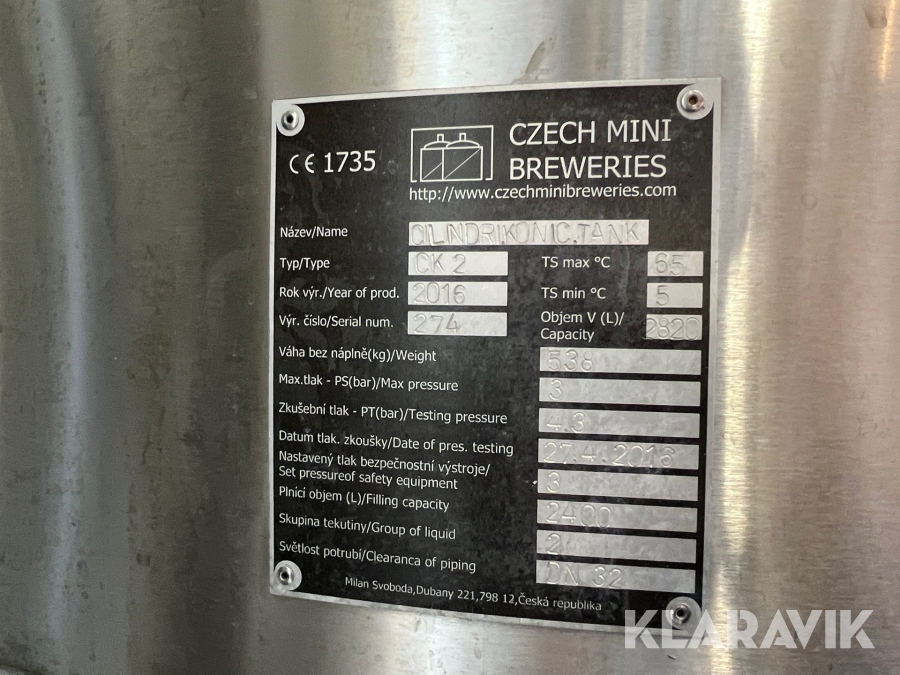 CE 1735
CZECH MINI
BREWERIES
http://www.czechminibreweries.com
Název/Name CILINDRIKONIC.TANK
Typ/Type CK 2 TS max °C 65
Rok výr./Year of prod. 2016 TS min °C 5
Výr. číslo/Serial num. 274 Objem V (L)/
Capacity 2820
Váha bez náplně(kg)/Weight 538
Max.tlak - PS(bar)/Max pressure 3
Zkušební tlak - PT(bar)/Testing pressure 4.3
Datum tlak. zkoušky/Date of pres. testing 27.4.2016
Nastavený tlak bezpečnostní výstroje/
Set pressureof safety equipment 3
Plnící objem (L)/Filling capacity 2400
Skupina tekutiny/Group of liquid 2
Světlost potrubí/Clearance of piping DN 32
Milan Svoboda,Dubany 221,798 12,Česká republika
KLARAVIK